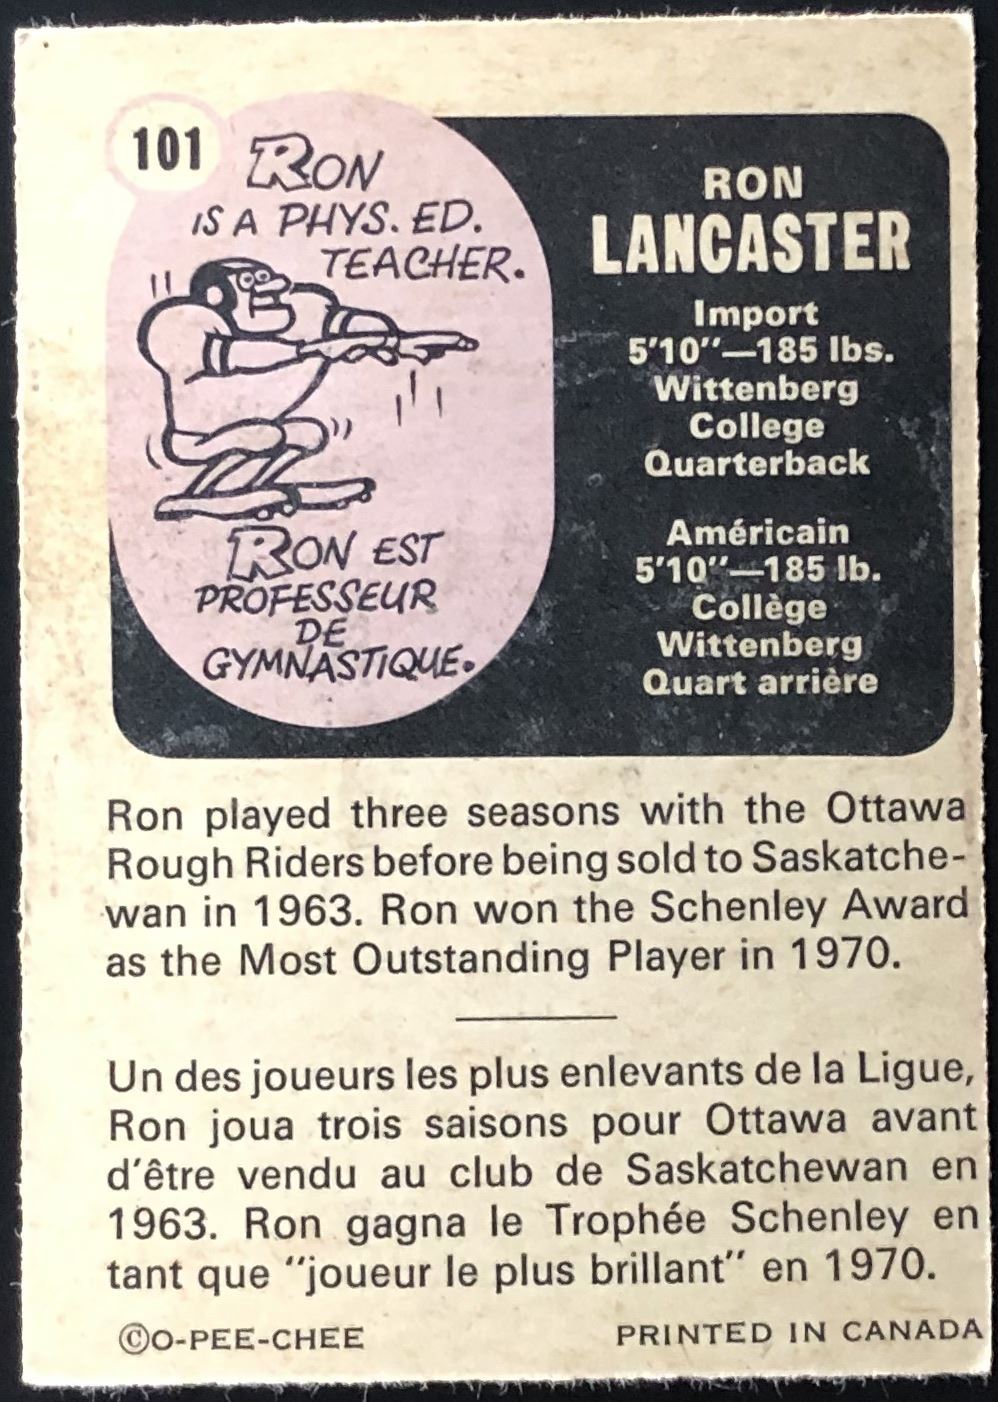 101
RON
IS A PHYS. ED.
TEACHER.
RON EST
PROFESSEUR
DE
GYMNASTIQUE.
RON
LANCASTER
Import
5'10"—185 lbs.
Wittenberg
College
Quarterback
Américain
5'10"—185 lb.
Collège
Wittenberg
Quart arrière
Ron played three seasons with the Ottawa
Rough Riders before being sold to Saskatche-
wan in 1963. Ron won the Schenley Award
as the Most Outstanding Player in 1970.
Un des joueurs les plus enlevants de la Ligue,
Ron joua trois saisons pour Ottawa avant
d'être vendu au club de Saskatchewan en
1963. Ron gagna le Trophée Schenley en
tant que "joueur le plus brillant" en 1970.
©O-PEE-CHEE
PRINTED IN CANADA